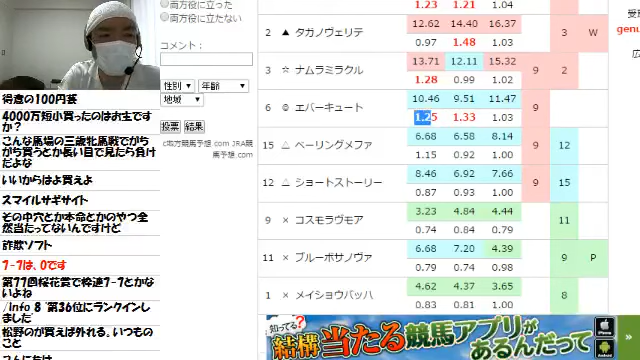 両方役に立った
両方役に立たない
コメント：
性別
年齢
地域
投票
結果
c地方競馬予想.com JRA競馬予想.com
得意の100円芸
4000万短小買ったのはお主ですか？
こんな馬場の三歳牝馬戦でがちがち買うとか長い目で見たら負けだよな
いいからはよ買えよ
スマイルサギサイト
その中穴とか本命とかのやつ全然当たってないんですけど
詐欺ソフト
7-7は、0です
第77回桜花賞で枠連7-7とかないよね
/info 8 "第36位にランクインしました"
松野のが買えば外れる。いつものこと
1.23 1.21 1.04
2 ▲ タガノヴェリテ 12.62 14.40 16.37 3 W
0.97 1.48 1.03
3 ☆ ナムラミラクル 13.71 12.11 15.32 9 2
1.28 0.99 1.02
6 ◎ エバーキュート 10.46 9.51 11.47 9
1.25 1.33 1.03
15 △ ベーリングメファ 6.68 6.58 8.14 9 12
1.15 0.92 1.00
12 △ ショートストーリー 8.46 6.92 7.66 9 15
0.87 0.93 1.00
9 × コスモラヴモア 3.23 4.84 4.44 11
0.74 0.84 0.79
11 × ブルーボサノヴァ 6.68 7.20 4.39 9 P
0.79 0.74 0.98
1 × メイショウバッハ 4.62 4.37 3.65 8
0.83 0.81 1.00
知ってる？
結構当たる競馬アプリがあるんだって
iPhone
Android
genu
広